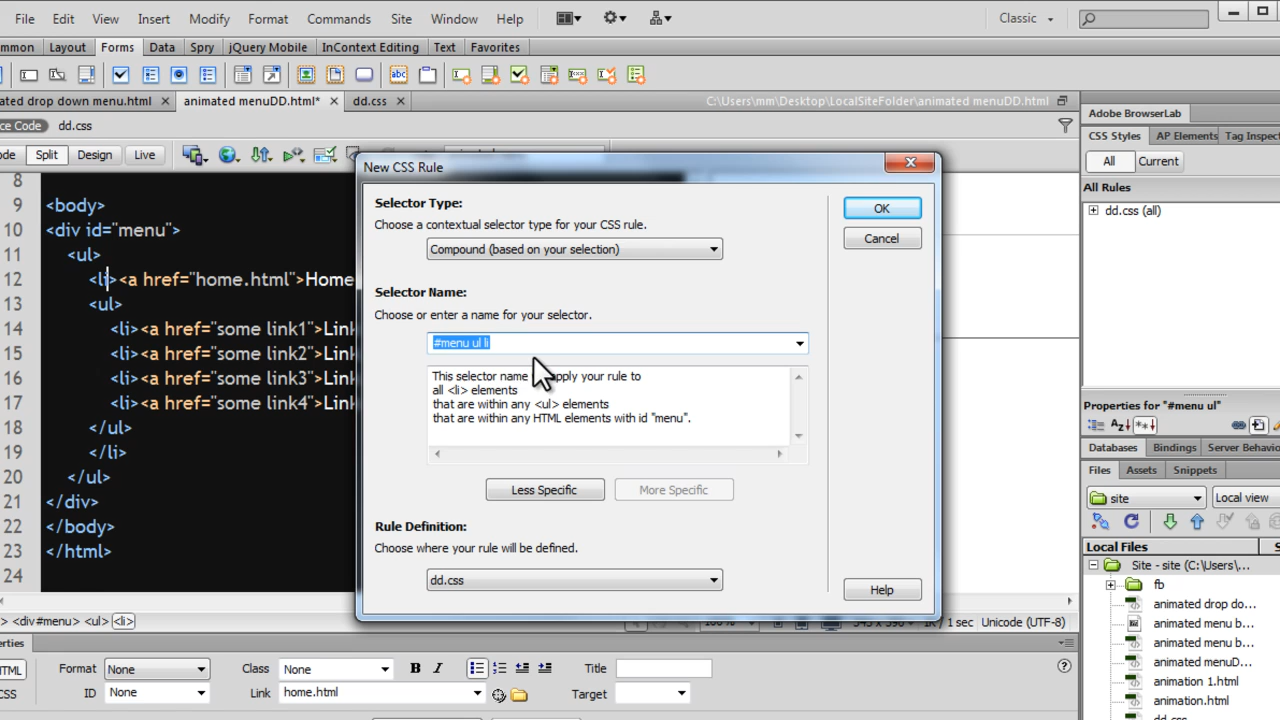 File Edit View Insert Modify Format Commands Site Window Help Classic
mmon Layout Forms Data Spry jQuery Mobile InContext Editing Text Favorites
abc
ated drop down menu.html animated menuDD.html* dd.css C:\Users\mm\Desktop\LocalSiteFolder\animated menuDD.html
rce Code dd.css
ode Split Design Live
8
9 <body>
10 <div id="menu">
11 <ul>
12 <li><a href="home.html">Home
13 <ul>
14 <li><a href="some link1">Link
15 <li><a href="some link2">Link
16 <li><a href="some link3">Link
17 <li><a href="some link4">Link
18 </ul>
19 </li>
20 </ul>
21 </div>
22 </body>
23 </html>
24
New CSS Rule
Selector Type:
Choose a contextual selector type for your CSS rule.
Compound (based on your selection)
OK
Cancel
Selector Name:
Choose or enter a name for your selector.
#menu ul li
This selector name apply your rule to
all <li> elements
that are within any <ul> elements
that are within any HTML elements with id "menu".
Less Specific More Specific
Rule Definition:
Choose where your rule will be defined.
dd.css
Help
> <div#menu> <ul> <li>
1K / 1 sec Unicode (UTF-8)
erties
HTML Format None Class None B I Title
CSS ID None Link home.html Target
Adobe BrowserLab
CSS Styles AP Elements Tag Inspect
All Current
All Rules
dd.css (all)
Properties for "#menu ul"
Databases Bindings Server Behavio
Files Assets Snippets
site Local view
Local Files S
Site - site (C:\Users\...
fb
animated drop do...
animated menu b...
animated menu b...
animated menuD...
animation 1.html
animation.html
dd.css